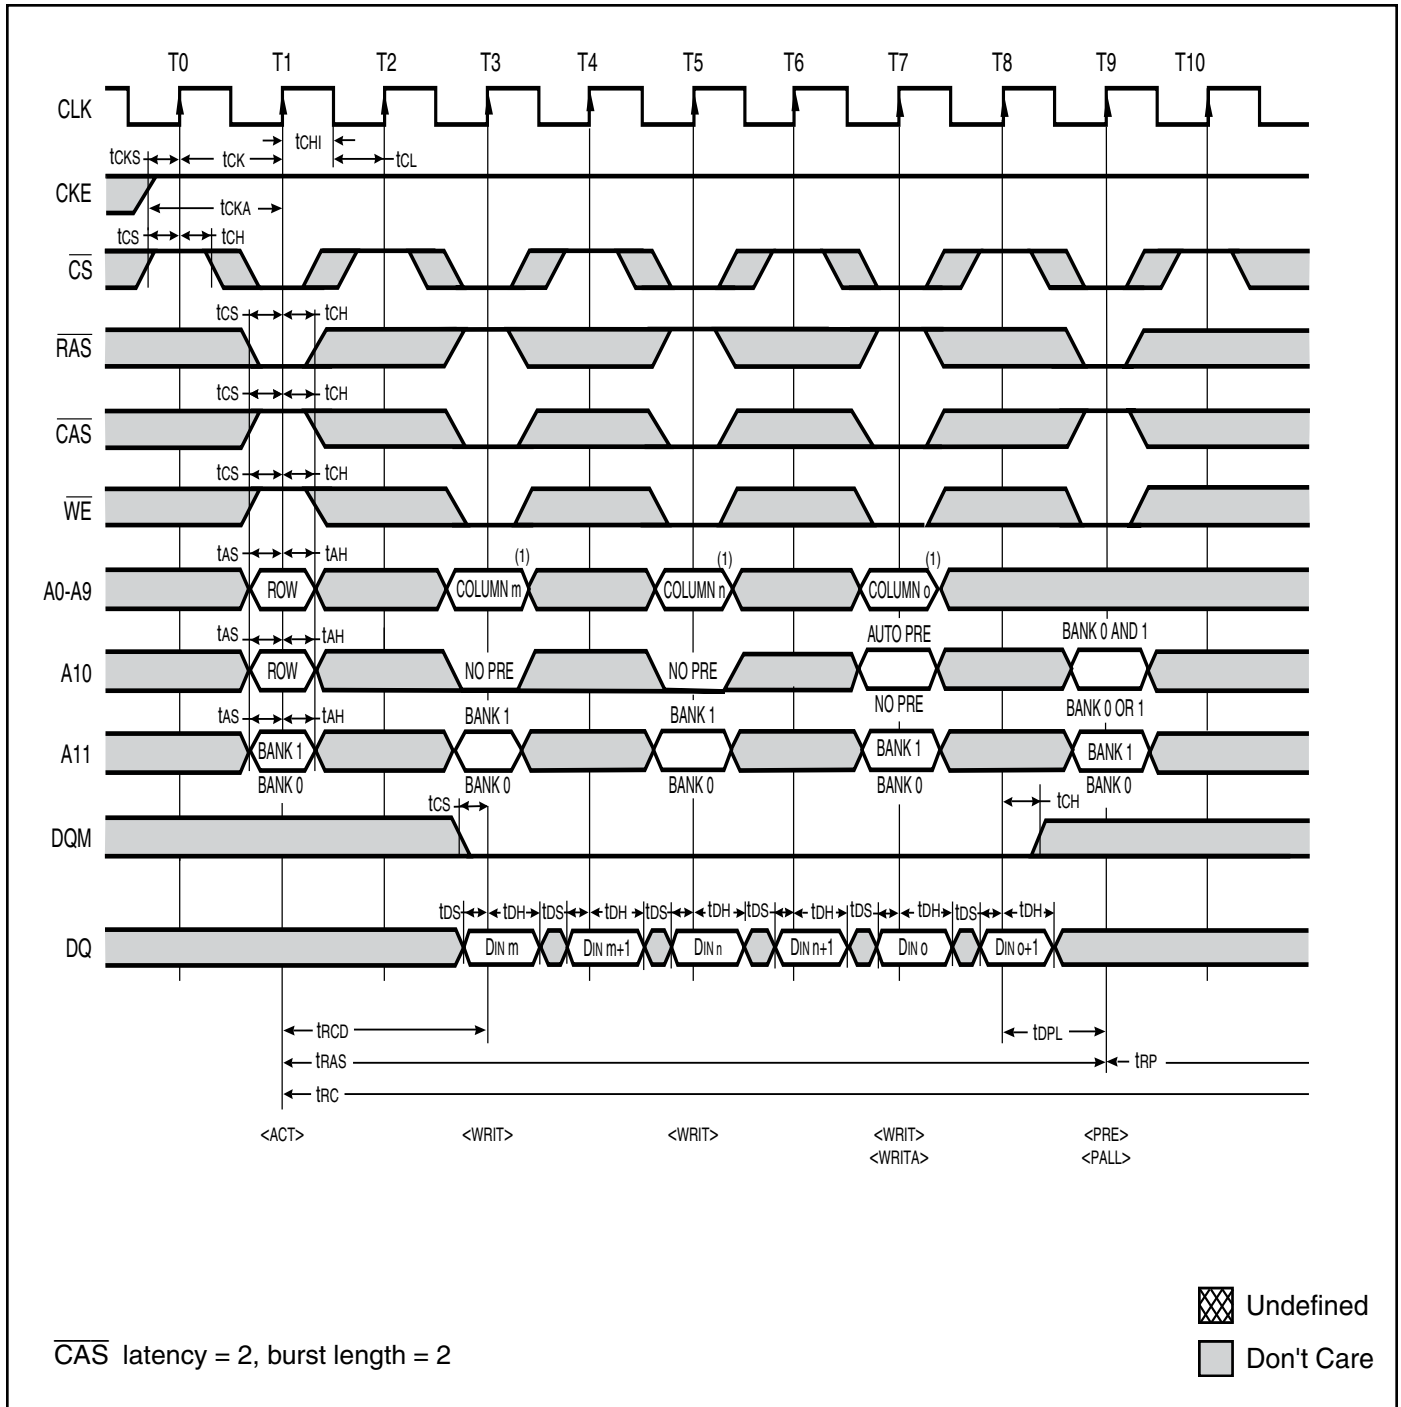 T0 T1 T2 T3 T4 T5 T6 T7 T8 T9 T10
CLK
tCHI
tCKS tCK tCL
CKE
tCKA
tCS tCH
CS
tCS tCH
RAS
tCS tCH
CAS
tCS tCH
WE
tAS tAH (1) (1) (1)
A0-A9 ROW COLUMN m COLUMN n COLUMN o
tAS tAH AUTO PRE BANK 0 AND 1
A10 ROW NO PRE NO PRE
NO PRE BANK 0 OR 1
tAS tAH BANK 1 BANK 1
A11 BANK 1 BANK 1 BANK 1
BANK 0 BANK 0 BANK 0 BANK 0 BANK 0
tCS tCH
DQM
tDS tDH tDS tDH tDS tDH tDS tDH tDS tDH tDS tDH
DQ DIN m DIN m+1 DIN n DIN n+1 DIN o DIN o+1
tRCD tDPL
tRAS tRP
tRC
<ACT> <WRIT> <WRIT> <WRIT> <PRE>
<WRITA> <PALL>
Undefined
CAS latency = 2, burst length = 2 Don't Care